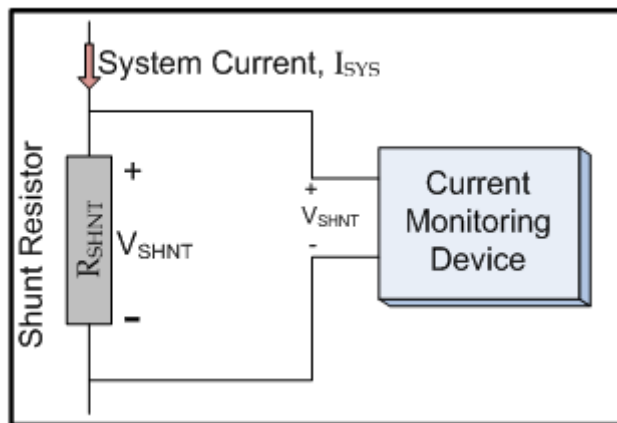 System Current, ISYS
Shunt Resistor
RSHNT
+
VSHNT
-
+
VSHNT
-
Current
Monitoring
Device